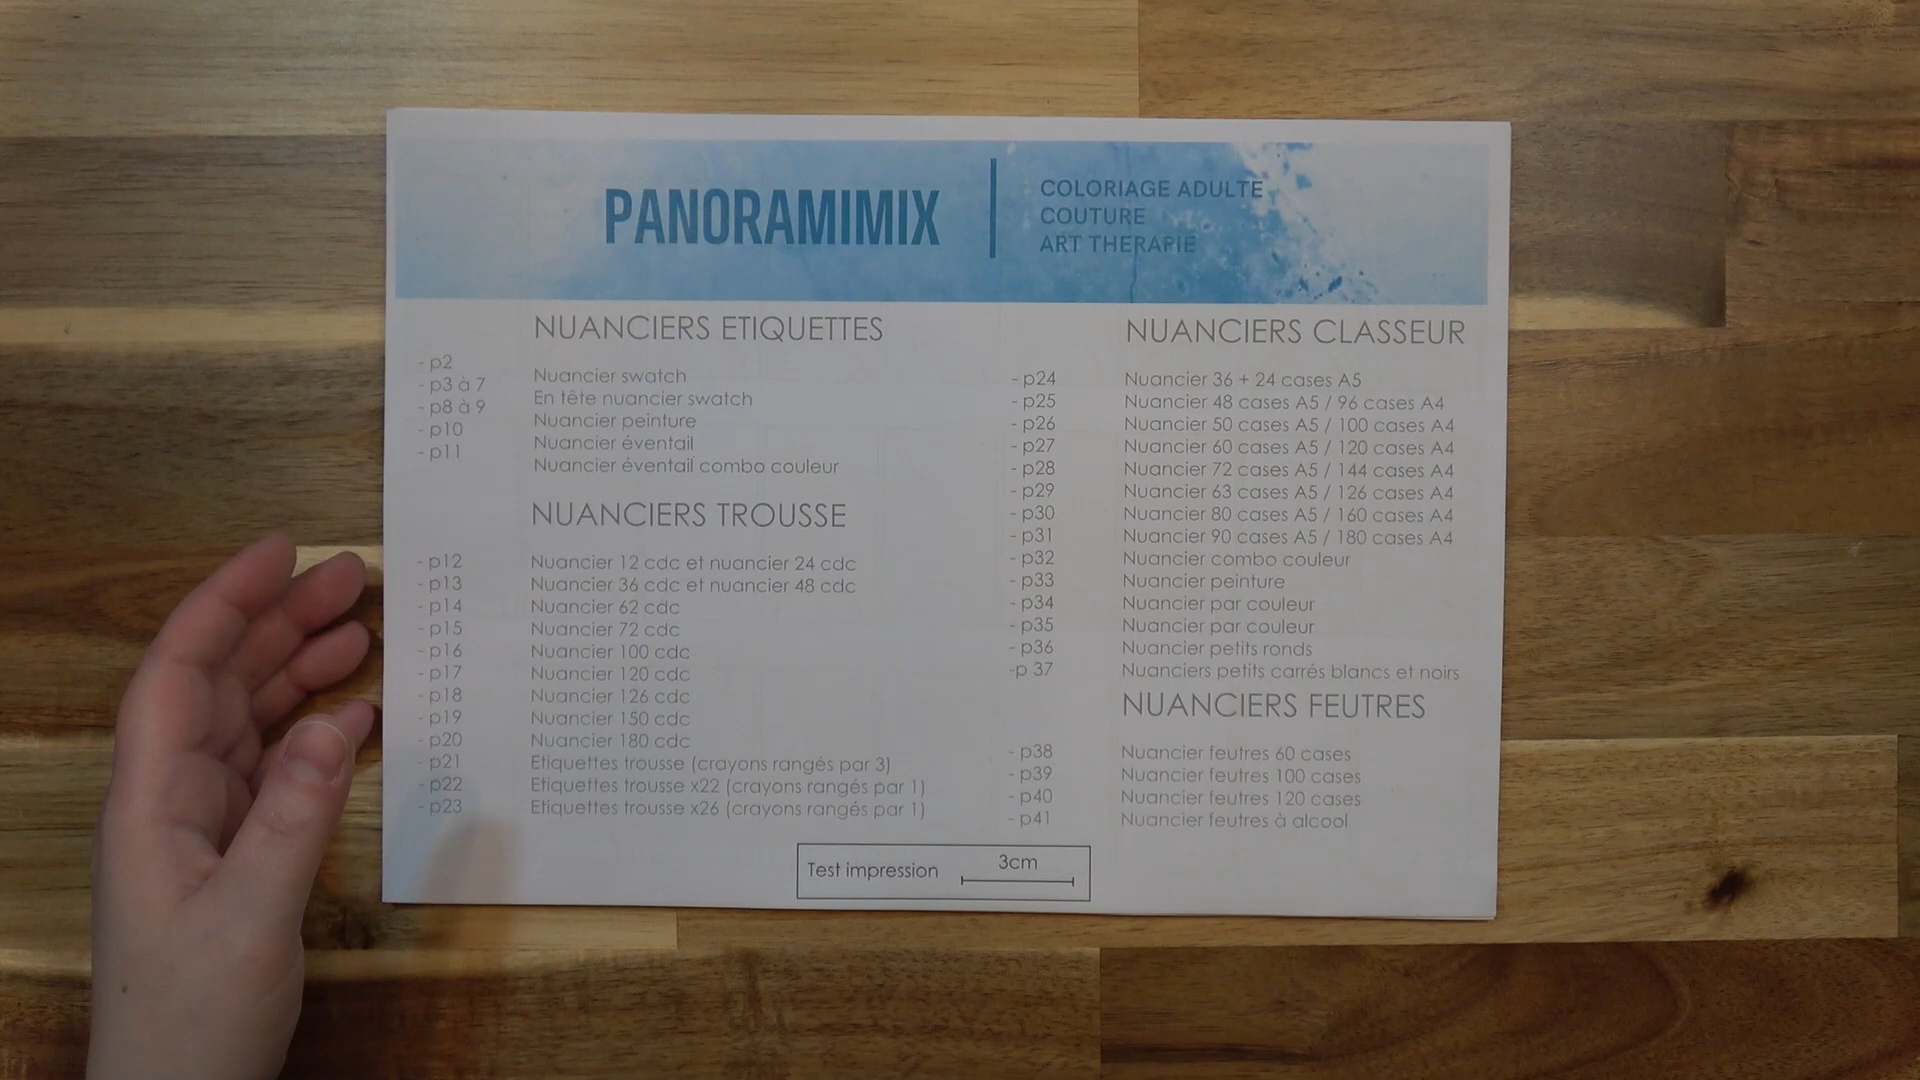 PANORAMIMIX
COLORIAGE ADULTE
COUTURE
ART THERAPIE
NUANCIERS ETIQUETTES
- p2 Nuancier swatch
- p3 à 7 En tête nuancier swatch
- p8 à 9 Nuancier peinture
- p10 Nuancier éventail
- p11 Nuancier éventail combo couleur
NUANCIERS TROUSSE
- p12 Nuancier 12 cdc et nuancier 24 cdc
- p13 Nuancier 36 cdc et nuancier 48 cdc
- p14 Nuancier 62 cdc
- p15 Nuancier 72 cdc
- p16 Nuancier 100 cdc
- p17 Nuancier 120 cdc
- p18 Nuancier 126 cdc
- p19 Nuancier 150 cdc
- p20 Nuancier 180 cdc
- p21 Etiquettes trousse (crayons rangés par 3)
- p22 Etiquettes trousse x22 (crayons rangés par 1)
- p23 Etiquettes trousse x26 (crayons rangés par 1)
NUANCIERS CLASSEUR
- p24 Nuancier 36 + 24 cases A5
- p25 Nuancier 48 cases A5 / 96 cases A4
- p26 Nuancier 50 cases A5 / 100 cases A4
- p27 Nuancier 60 cases A5 / 120 cases A4
- p28 Nuancier 72 cases A5 / 144 cases A4
- p29 Nuancier 63 cases A5 / 126 cases A4
- p30 Nuancier 80 cases A5 / 160 cases A4
- p31 Nuancier 90 cases A5 / 180 cases A4
- p32 Nuancier combo couleur
- p33 Nuancier peinture
- p34 Nuancier par couleur
- p35 Nuancier par couleur
- p36 Nuancier petits ronds
-p 37 Nuanciers petits carrés blancs et noirs
NUANCIERS FEUTRES
- p38 Nuancier feutres 60 cases
- p39 Nuancier feutres 100 cases
- p40 Nuancier feutres 120 cases
- p41 Nuancier feutres à alcool
Test impression 3cm